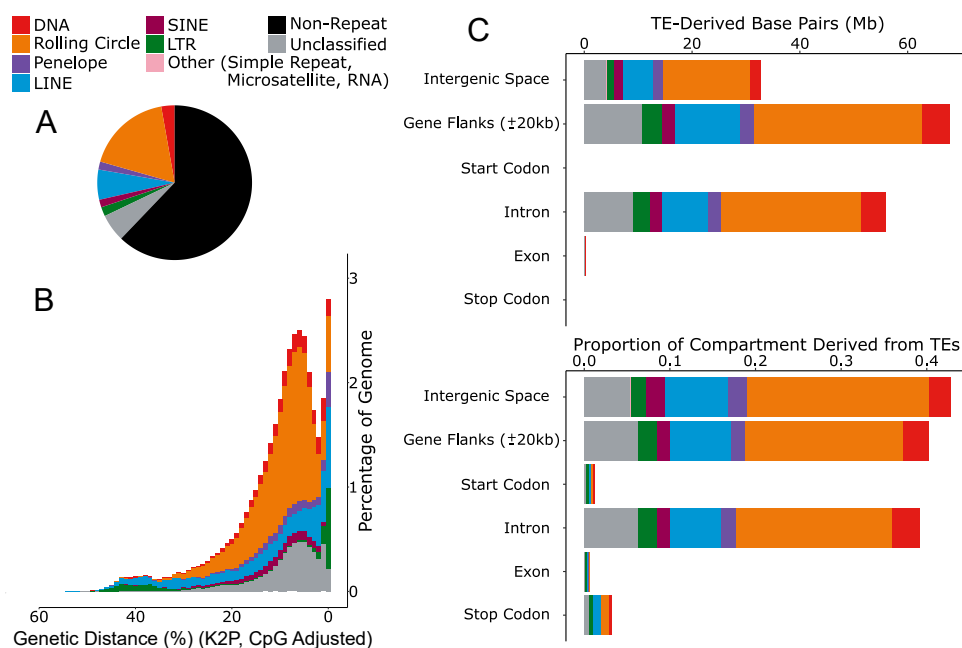 DNA
Rolling Circle
Penelope
LINE
SINE
LTR
Other (Simple Repeat,
Microsatellite, RNA)
Non-Repeat
Unclassified
A
B
3
2
1
0
Percentage of Genome
60
40
20
0
Genetic Distance (%) (K2P, CpG Adjusted)
C
TE-Derived Base Pairs (Mb)
0
20
40
60
Intergenic Space
Gene Flanks (±20kb)
Start Codon
Intron
Exon
Stop Codon
Proportion of Compartment Derived from TEs
0.0
0.1
0.2
0.3
0.4
Intergenic Space
Gene Flanks (±20kb)
Start Codon
Intron
Exon
Stop Codon